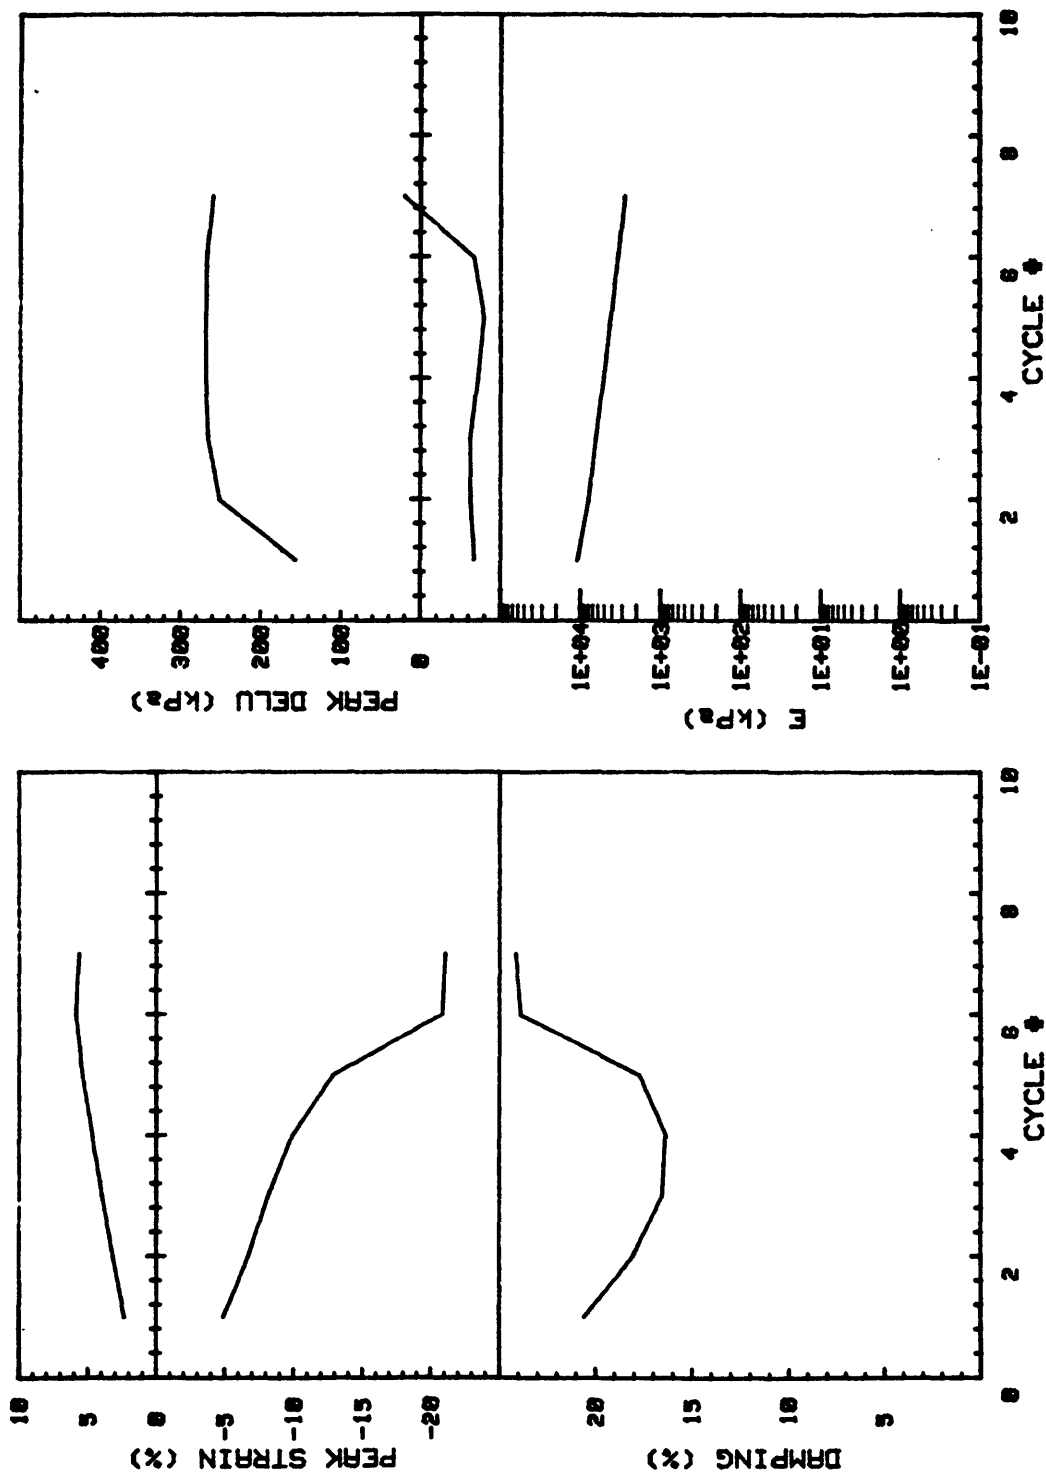 10
5
0
-5
-10
-15
-20
PEAK STRAIN (%)
20
15
10
5
DAMPING (%)
0
2
4
6
8
10
CYCLE #
400
300
200
100
0
PEAK DELU (kPa)
1E+04
1E+03
1E+02
1E+01
1E+00
1E-01
E (kPa)
2
4
6
8
10
CYCLE #